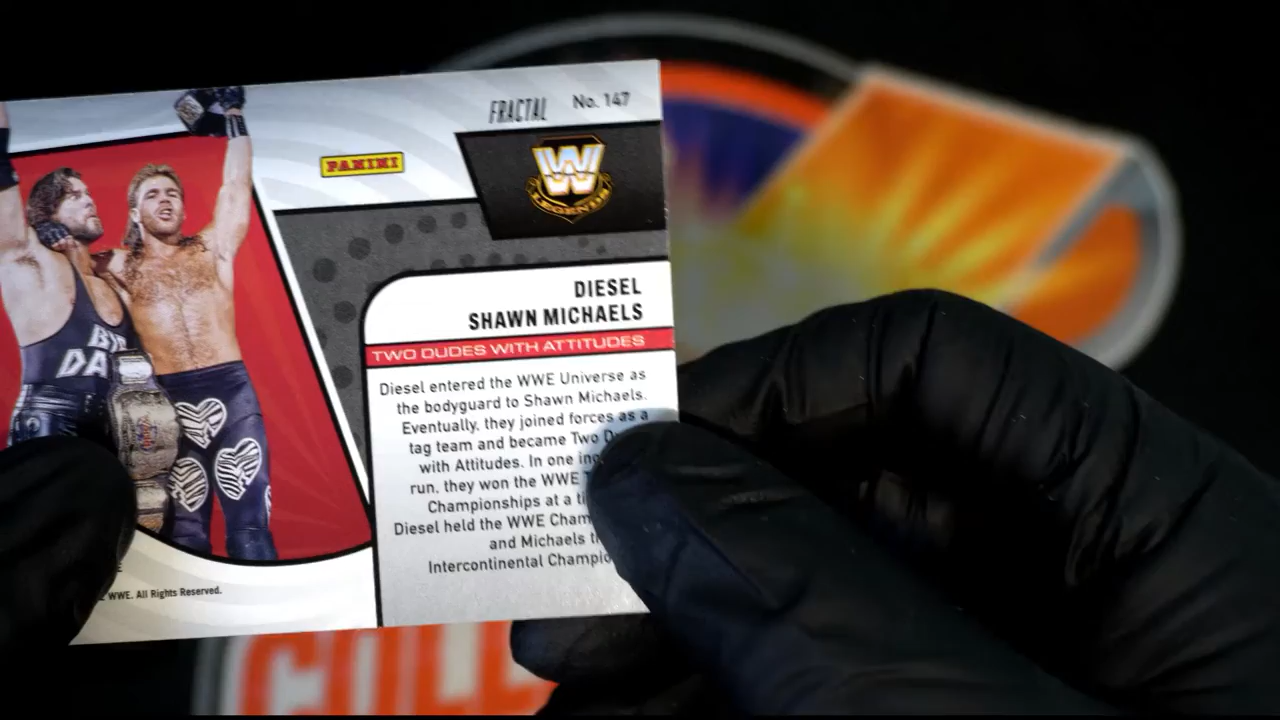 FRACTAL No. 147
PANINI
W
LEGENDS
DIESEL
SHAWN MICHAELS
TWO DUDES WITH ATTITUDES
Diesel entered the WWE Universe as
the bodyguard to Shawn Michaels.
Eventually, they joined forces as a
tag team and became Two
with Attitudes. In one
run, they won the WWE
Championships at a
Diesel held the WWE
and Michaels
Intercontinental
WWE. All Rights Reserved.